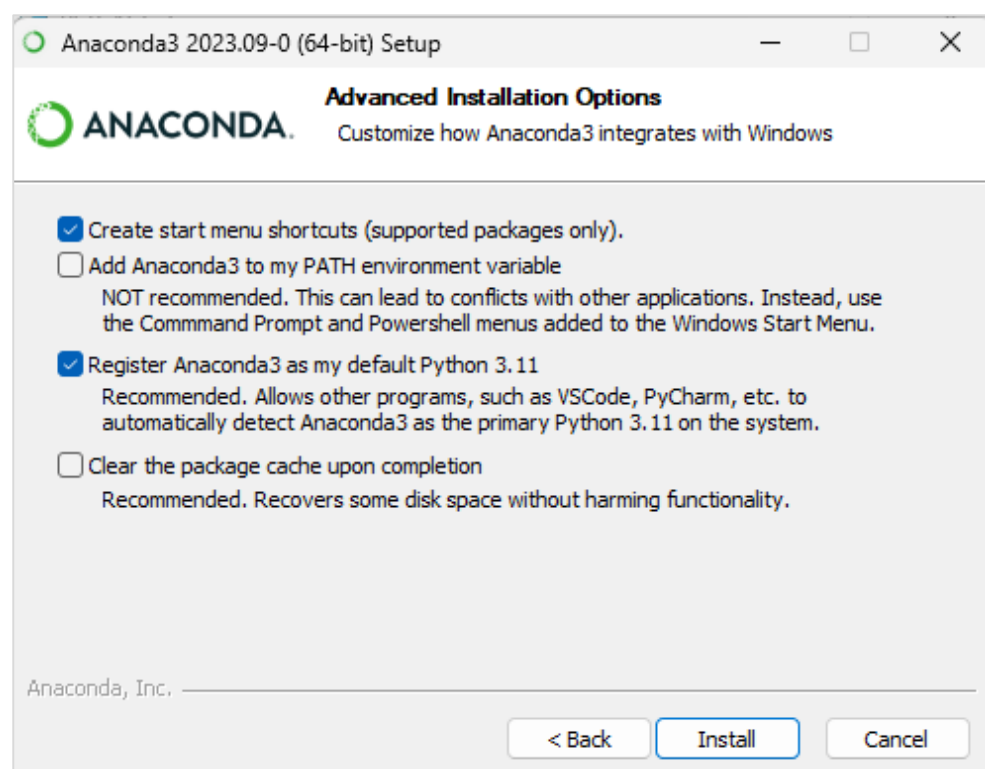 Anaconda3 2023.09-0 (64-bit) Setup
ANACONDA.
Advanced Installation Options
Customize how Anaconda3 integrates with Windows
Create start menu shortcuts (supported packages only).
Add Anaconda3 to my PATH environment variable
NOT recommended. This can lead to conflicts with other applications. Instead, use
the Commmand Prompt and Powershell menus added to the Windows Start Menu.
Register Anaconda3 as my default Python 3.11
Recommended. Allows other programs, such as VSCode, PyCharm, etc. to
automatically detect Anaconda3 as the primary Python 3.11 on the system.
Clear the package cache upon completion
Recommended. Recovers some disk space without harming functionality.
Anaconda, Inc.
< Back Install Cancel